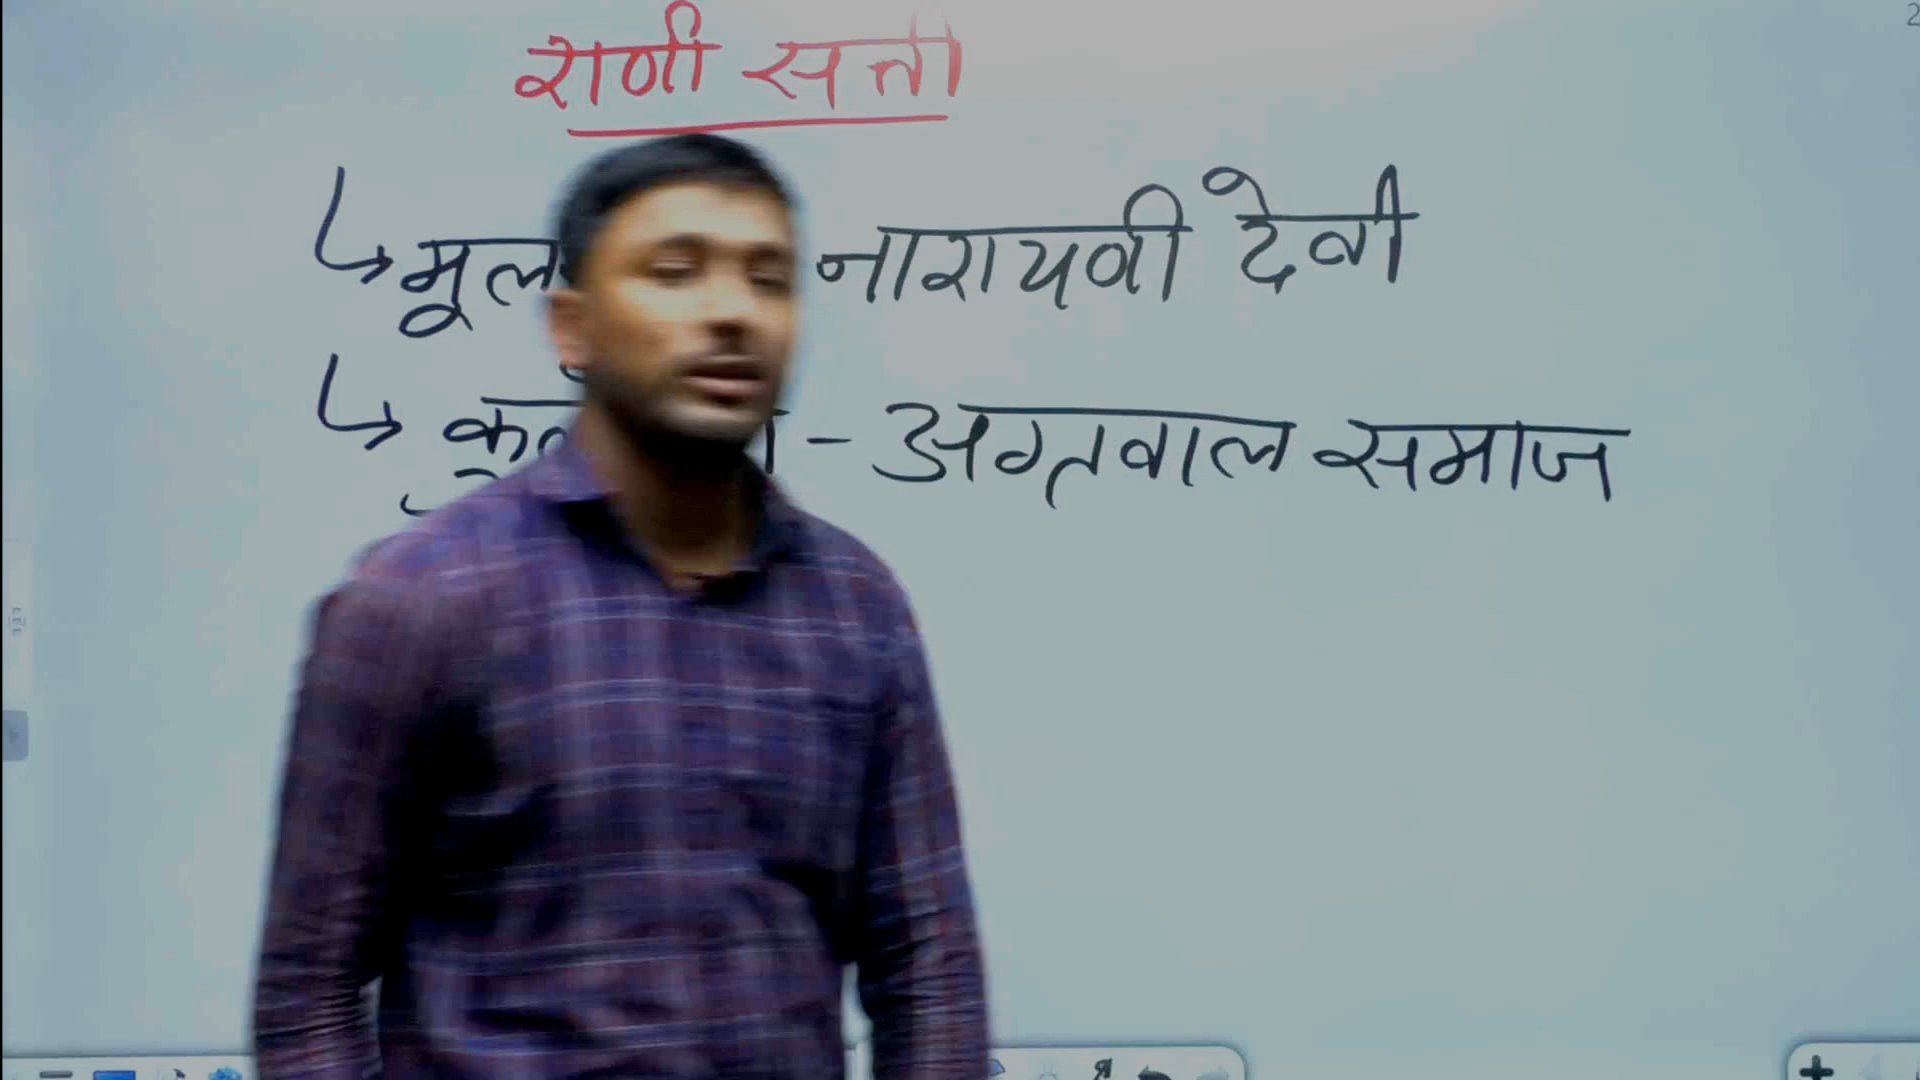 राणी सत्ती
मूल नारायणी देवी
- अग्रवाल समाज